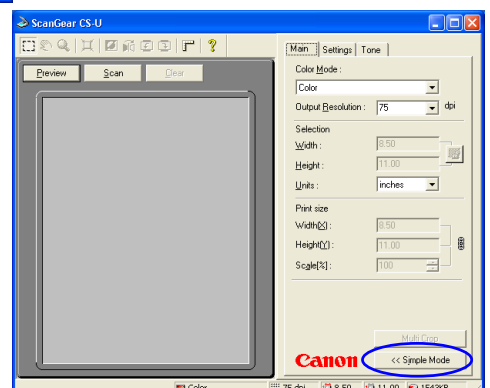 ScanGear CS-U
Main Settings Tone
Preview Scan Clear
Color Mode :
Color
Output Resolution : 75 dpi
Selection
Width : 8.50
Height : 11.00
Units : inches
Print size
Width(X) : 8.50
Height(Y) : 11.00
Scale[%] : 100
Multi Crop
Canon << Simple Mode
Color 75 dpi 8.50 11.00 1543KB